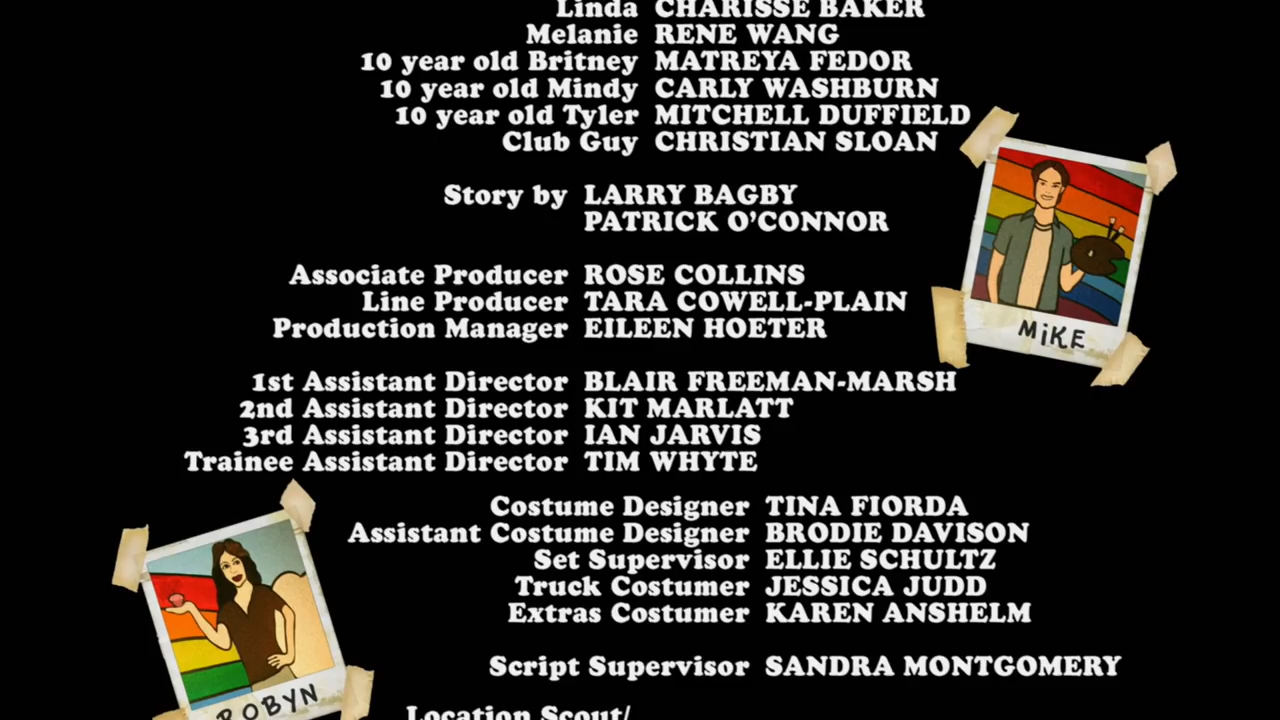 Linda CHARISSE BAKER
Melanie RENE WANG
10 year old Britney MATREYA FEDOR
10 year old Mindy CARLY WASHBURN
10 year old Tyler MITCHELL DUFFIELD
Club Guy CHRISTIAN SLOAN
Story by LARRY BAGBY
PATRICK O'CONNOR
Associate Producer ROSE COLLINS
Line Producer TARA COWELL-PLAIN
Production Manager EILEEN HOETER
MiKE
1st Assistant Director BLAIR FREEMAN-MARSH
2nd Assistant Director KIT MARLATT
3rd Assistant Director IAN JARVIS
Trainee Assistant Director TIM WHYTE
Costume Designer TINA FIORDA
Assistant Costume Designer BRODIE DAVISON
Set Supervisor ELLIE SCHULTZ
Truck Costumer JESSICA JUDD
Extras Costumer KAREN ANSHELM
Script Supervisor SANDRA MONTGOMERY
ROBYN
Location Scout/